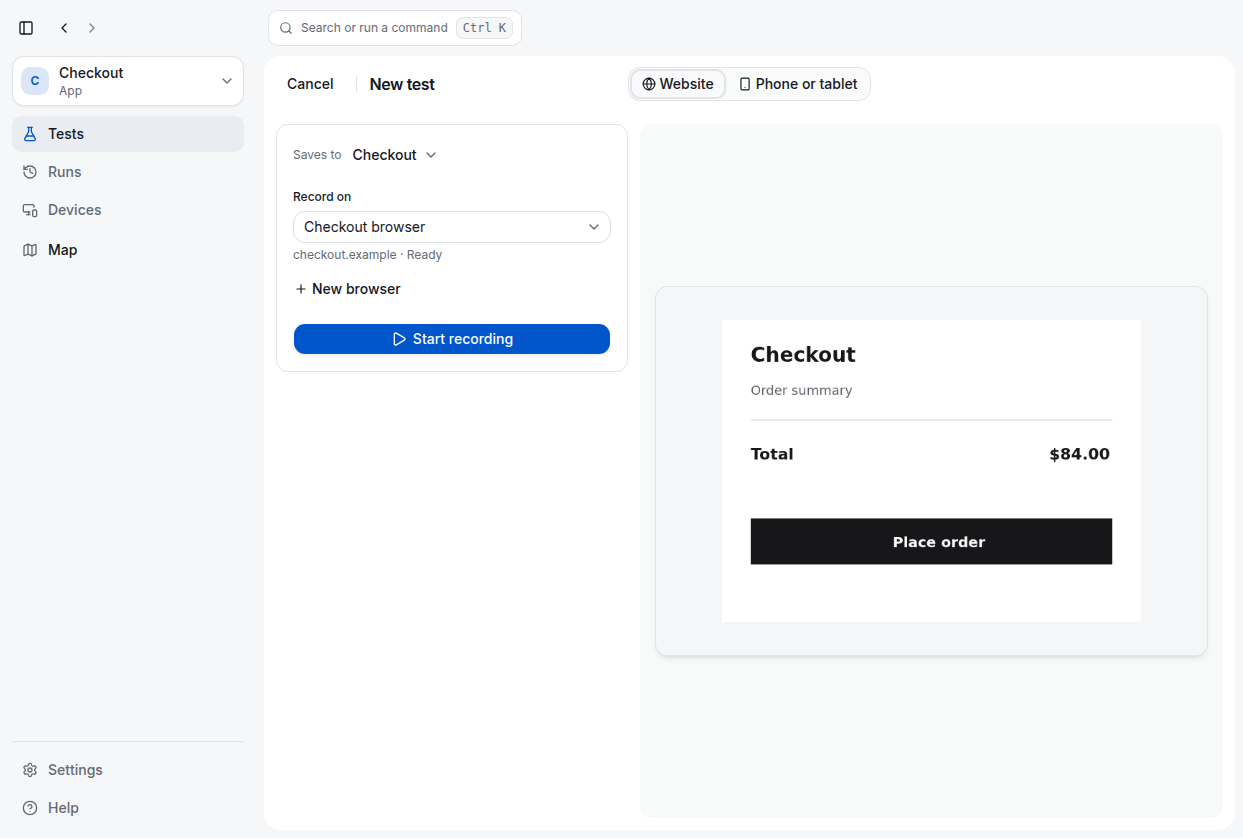 Search or run a command Ctrl K
C Checkout
App
Cancel New test Website Phone or tablet
Tests
Runs
Devices
Map
Saves to Checkout
Record on
Checkout browser
checkout.example · Ready
+ New browser
Start recording
Checkout
Order summary
Total $84.00
Place order
Settings
Help